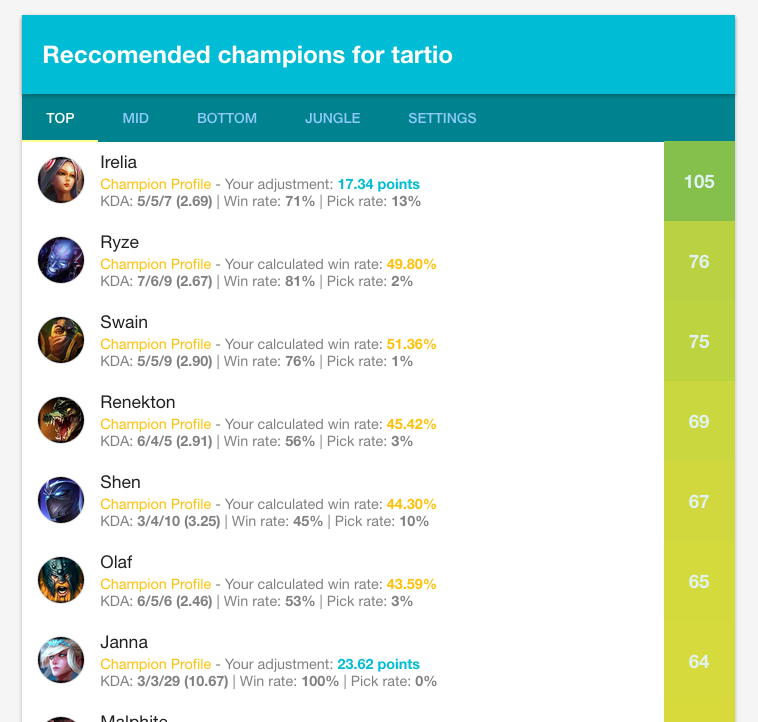 Reccomended champions for tartio
TOP MID BOTTOM JUNGLE SETTINGS
Irelia
Champion Profile - Your adjustment: 17.34 points
KDA: 5/5/7 (2.69) | Win rate: 71% | Pick rate: 13%
105
Ryze
Champion Profile - Your calculated win rate: 49.80%
KDA: 7/6/9 (2.67) | Win rate: 81% | Pick rate: 2%
76
Swain
Champion Profile - Your calculated win rate: 51.36%
KDA: 5/5/9 (2.90) | Win rate: 76% | Pick rate: 1%
75
Renekton
Champion Profile - Your calculated win rate: 45.42%
KDA: 6/4/5 (2.91) | Win rate: 56% | Pick rate: 3%
69
Shen
Champion Profile - Your calculated win rate: 44.30%
KDA: 3/4/10 (3.25) | Win rate: 45% | Pick rate: 10%
67
Olaf
Champion Profile - Your calculated win rate: 43.59%
KDA: 6/5/6 (2.46) | Win rate: 53% | Pick rate: 3%
65
Janna
Champion Profile - Your adjustment: 23.62 points
KDA: 3/3/29 (10.67) | Win rate: 100% | Pick rate: 0%
64
Malphite